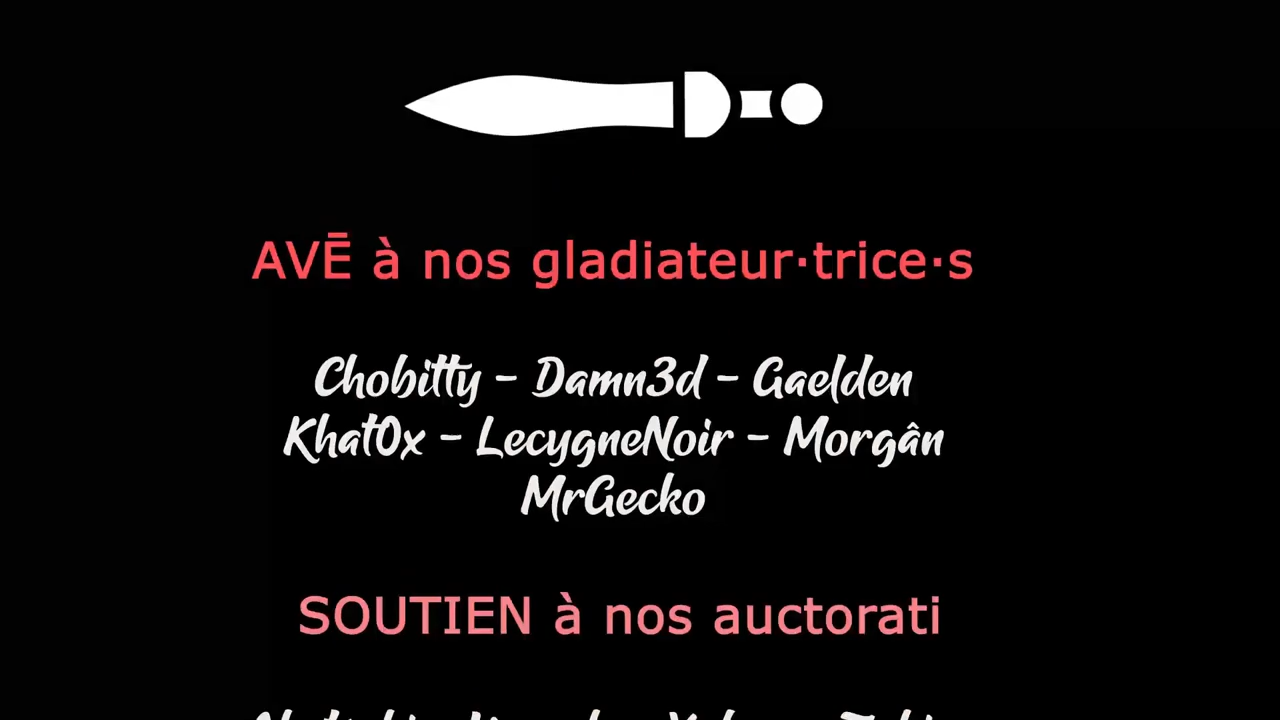 AVĒ à nos gladiateur·trice·s
Chobitty - Damn3d - Gaelden
Khat0x - LecygneNoir - Morgân
MrGecko
SOUTIEN à nos auctorati